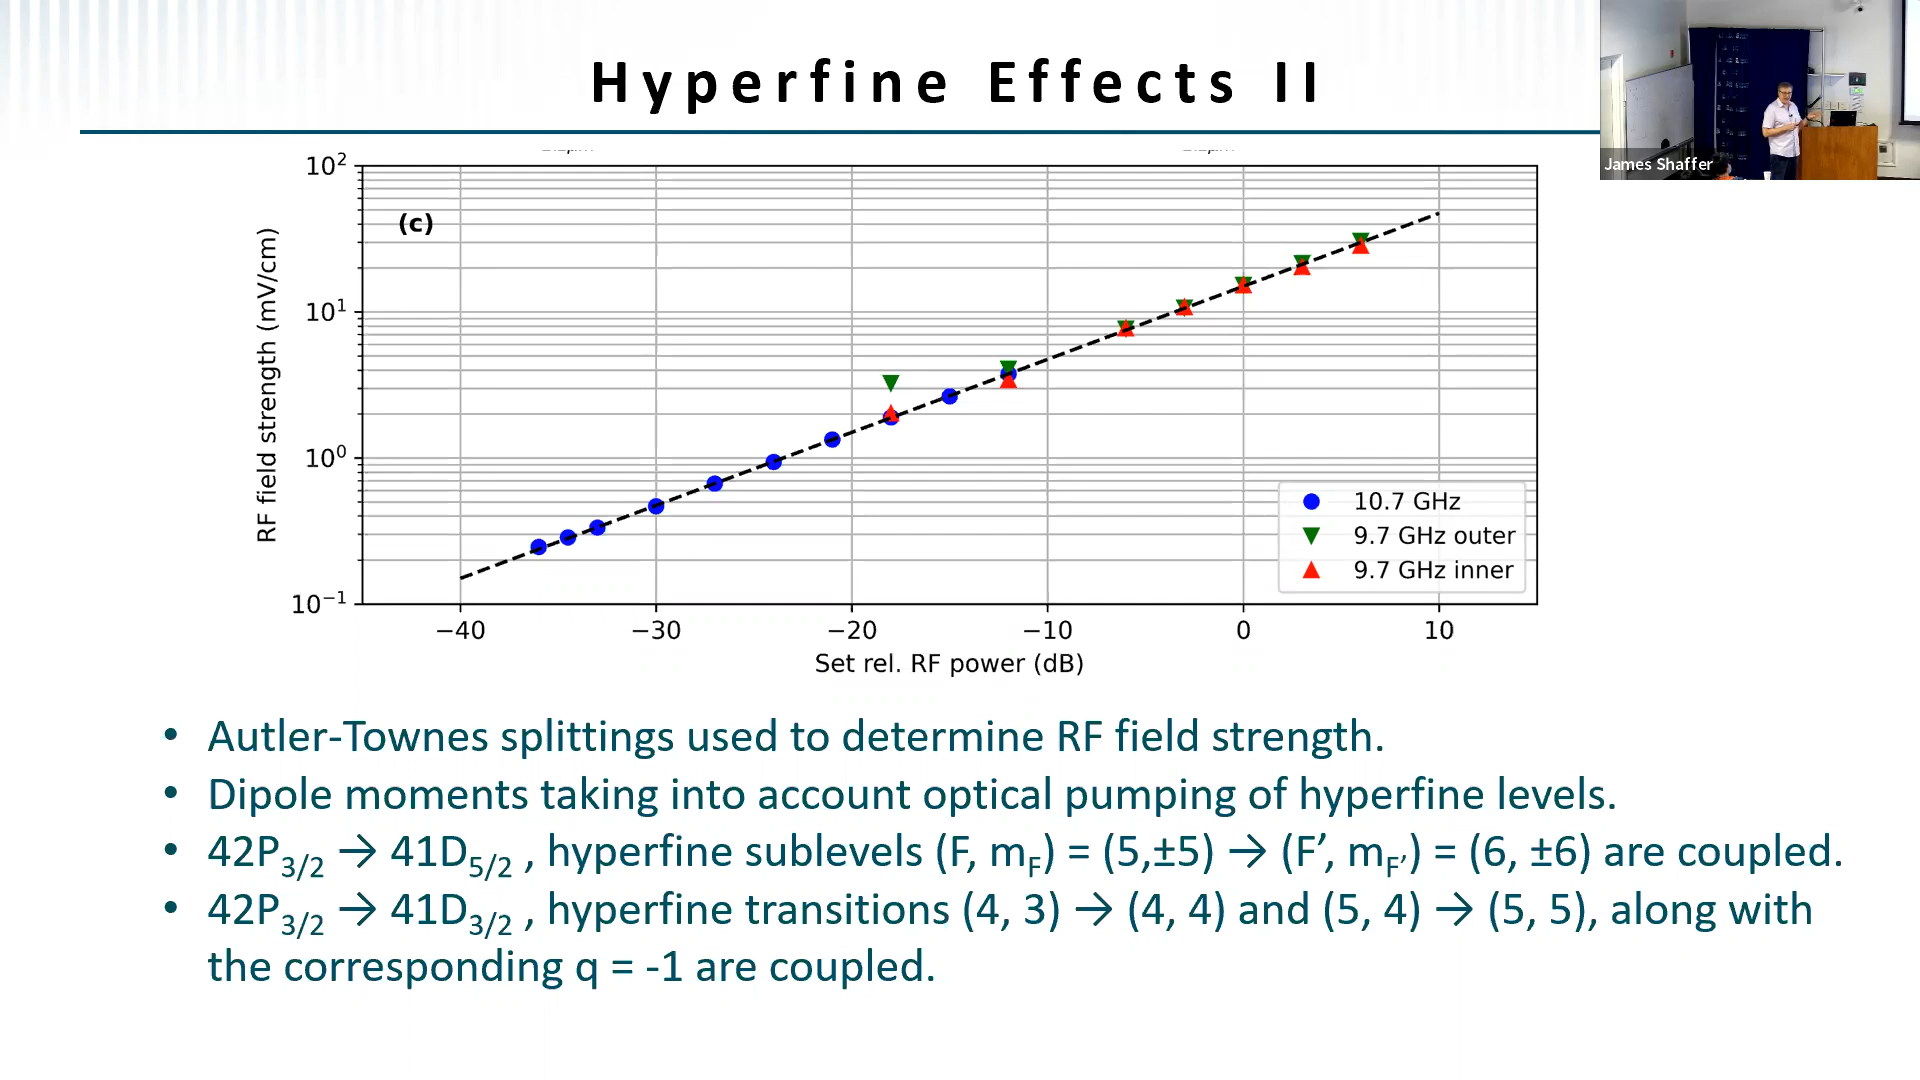 Hyperfine Effects II
James Shaffer
10²
(c)
10¹
10⁰
10⁻¹
RF field strength (mV/cm)
10.7 GHz
9.7 GHz outer
9.7 GHz inner
−40 −30 −20 −10 0 10
Set rel. RF power (dB)
• Autler-Townes splittings used to determine RF field strength.
• Dipole moments taking into account optical pumping of hyperfine levels.
• 42P₃/₂ → 41D₅/₂ , hyperfine sublevels (F, m_F) = (5,±5) → (F’, m_F’) = (6, ±6) are coupled.
• 42P₃/₂ → 41D₃/₂ , hyperfine transitions (4, 3) → (4, 4) and (5, 4) → (5, 5), along with
the corresponding q = -1 are coupled.